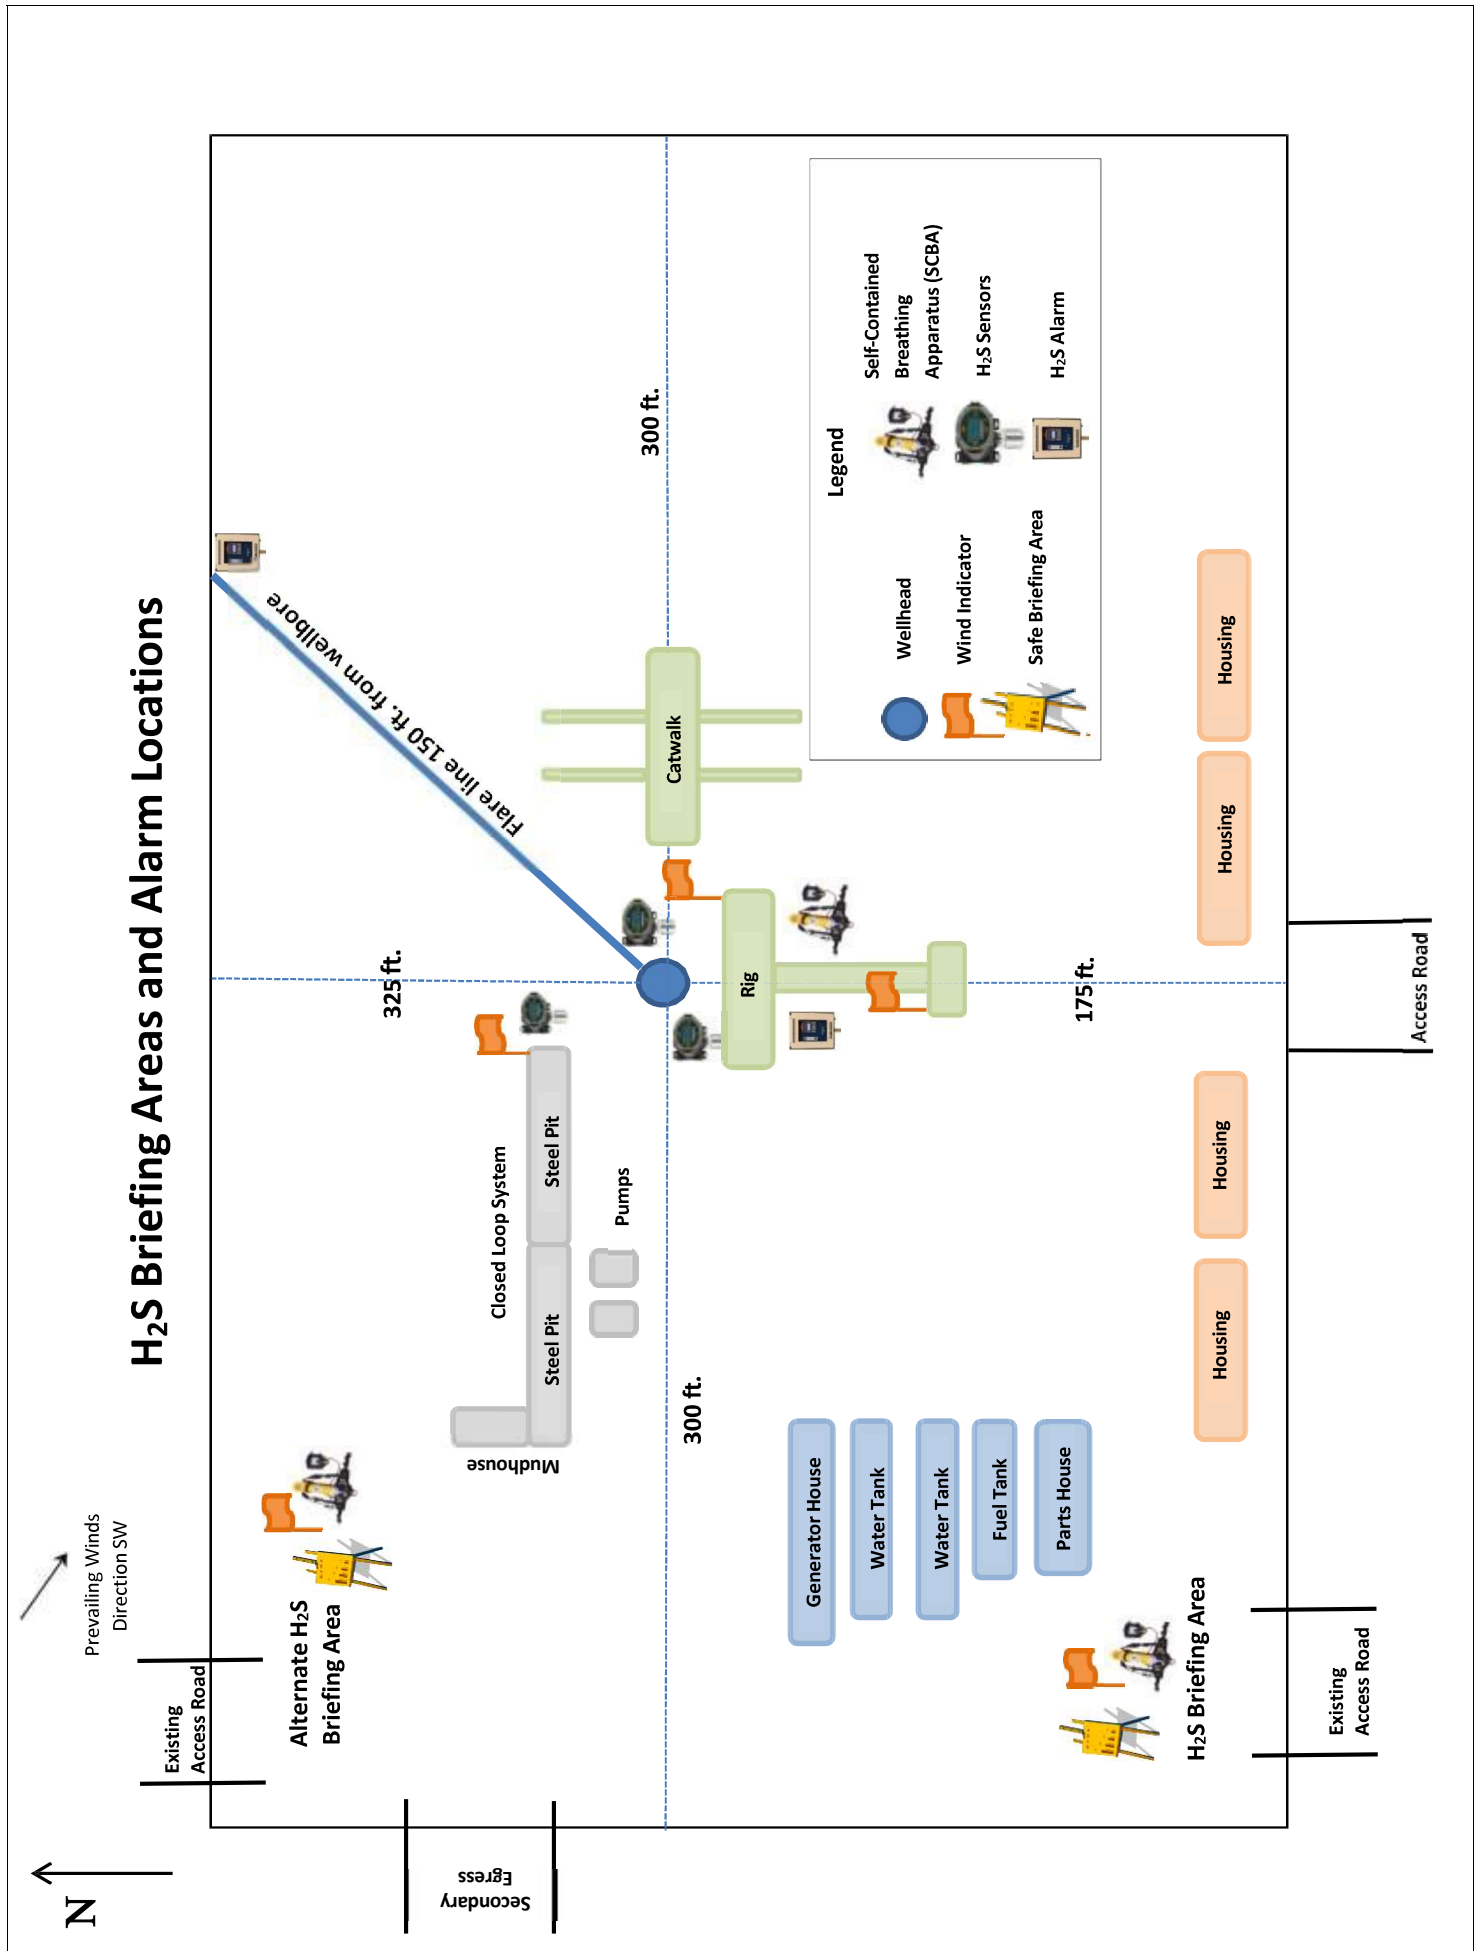 H₂S Briefing Areas and Alarm Locations
N
Prevailing Winds
Direction SW
Existing
Access Road
Alternate H₂S
Briefing Area
Secondary
Egress
Mudhouse
Closed Loop System
Steel Pit
Steel Pit
Pumps
325 ft.
Flare line 150 ft. from wellbore
300 ft.
300 ft.
Catwalk
Rig
175 ft.
Generator House
Water Tank
Water Tank
Fuel Tank
Parts House
Legend
Wellhead
Wind Indicator
Safe Briefing Area
Self-Contained
Breathing
Apparatus (SCBA)
H₂S Sensors
H₂S Alarm
H₂S Briefing Area
Housing
Housing
Housing
Housing
Existing
Access Road
Access Road